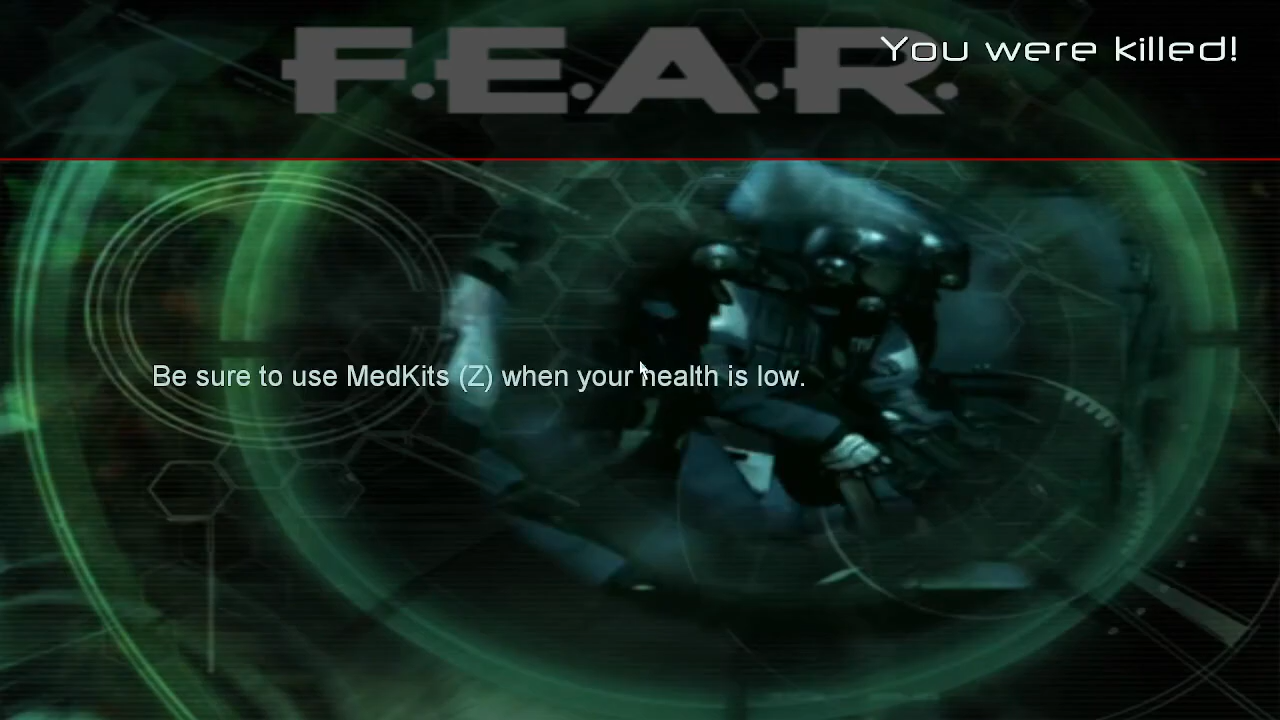 F.E.A.R.
You were killed!
Be sure to use MedKits (Z) when your health is low.